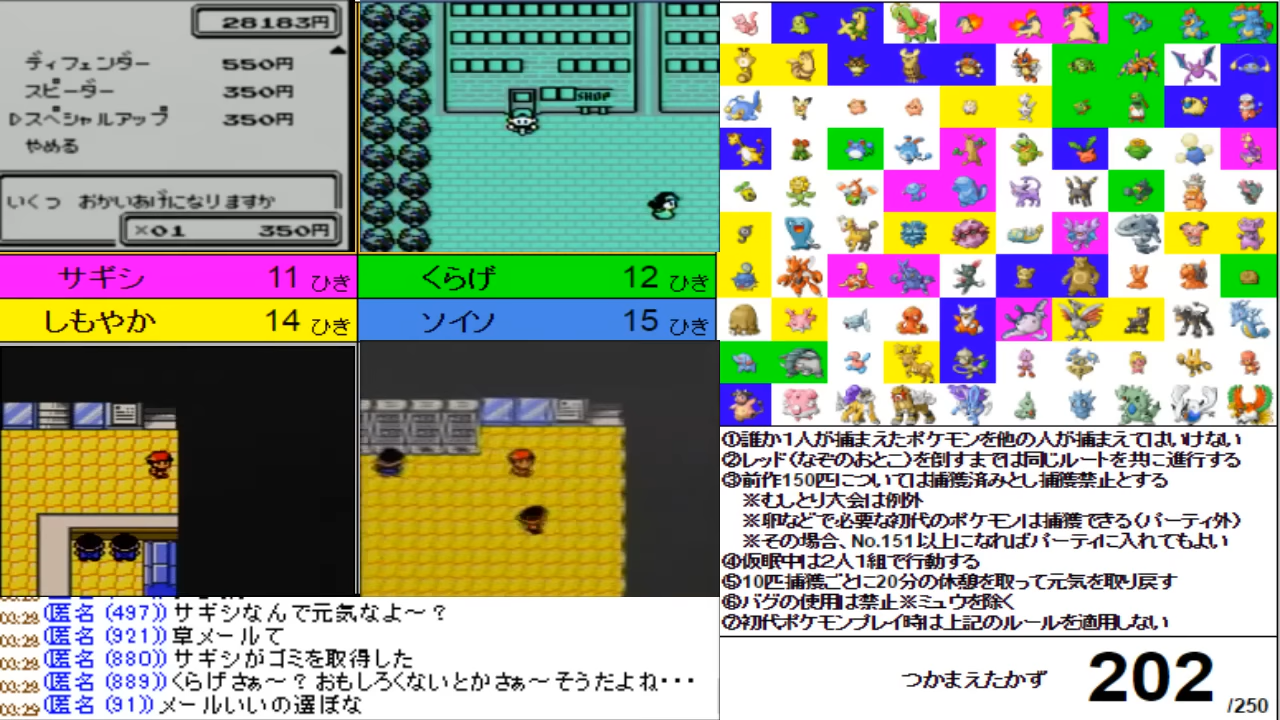 28183円
ディフェンダー 550円
スピーダー 350円
Dスペシャルアップ 350円
やめる
いくつ おかいあげになりますか
×01 350円
SHOP
サギシ 11 ひき
くらげ 12 ひき
しもやか 14 ひき
ソイソ 15 ひき
(匿名 (497)) サギシなんで元気なよ～？
00:29 (匿名 (921)) 草メールて
00:29 (匿名 (880)) サギシがゴミを取得した
00:29 (匿名 (889)) くらげさぁ～？おもしろくないとかさぁ～そうだよね・・・
00:29 (匿名 (91)) メールいいの選ぼな
①誰か1人が捕まえたポケモンを他の人が捕まえてはいけない
②レッド（なぞのおとこ）を倒すまでは同じルートを共に進行する
③前作150匹については捕獲済みとし捕獲禁止とする
※むしとり大会は例外
※卵などで必要な初代のポケモンは捕獲できる（パーティ外）
※その場合、No.151以上になればパーティに入れてもよい
④仮眠中は2人1組で行動する
⑤10匹捕獲ごとに20分の休憩を取って元気を取り戻す
⑥バグの使用は禁止※ミュウを除く
⑦初代ポケモンプレイ時は上記のルールを適用しない
つかまえたかず 202 /250